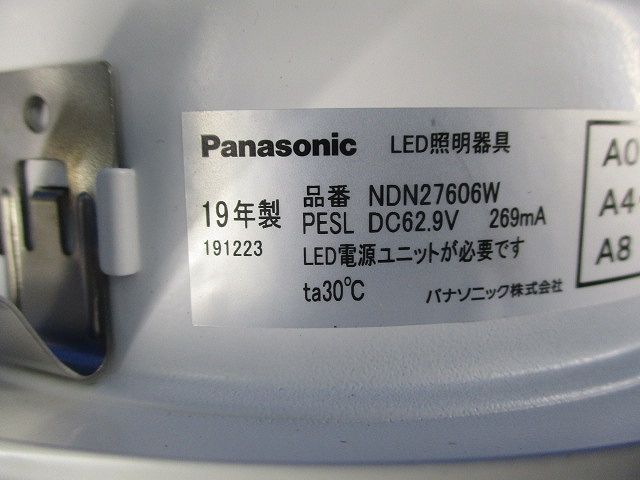 Panasonic LED照明器具
19年製 品番 NDN27606W
PESL DC62.9V 269mA
191223 LED電源ユニットが必要です
ta30℃ パナソニック株式会社
A0
A4
A8